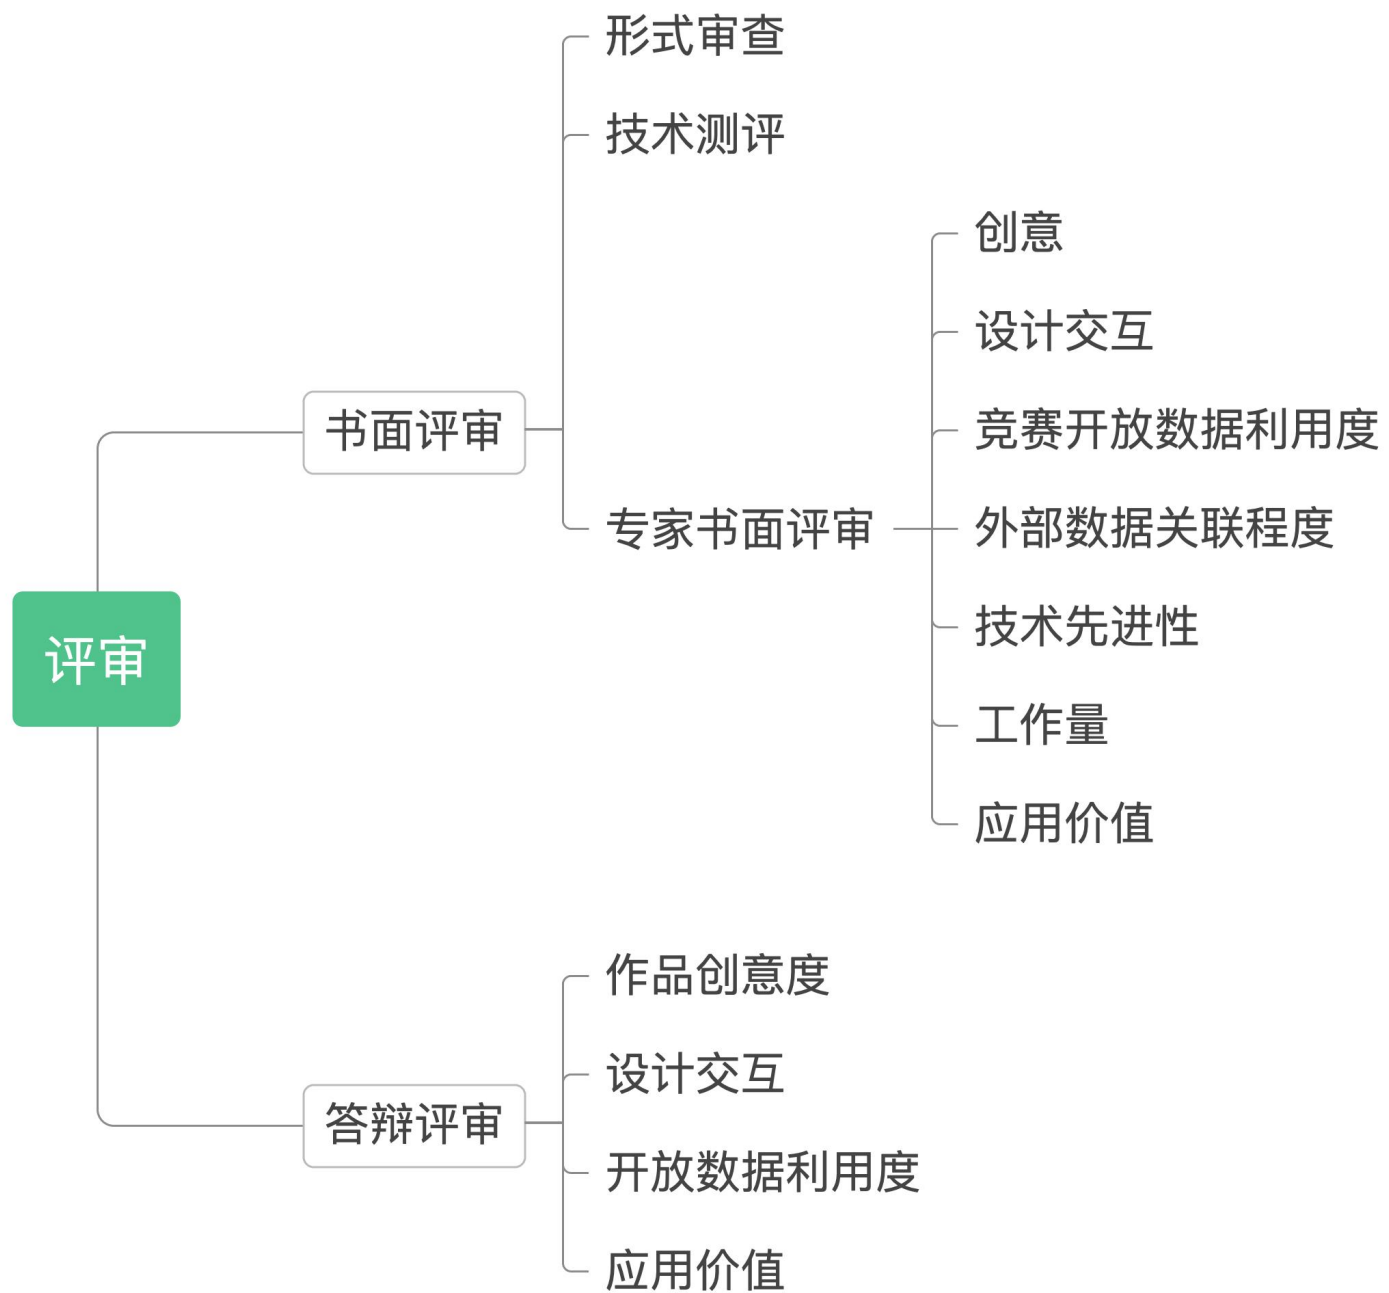 形式审查
技术测评
创意
设计交互
书面评审
竞赛开放数据利用度
专家书面评审
外部数据关联程度
技术先进性
评审
工作量
应用价值
作品创意度
设计交互
答辩评审
开放数据利用度
应用价值